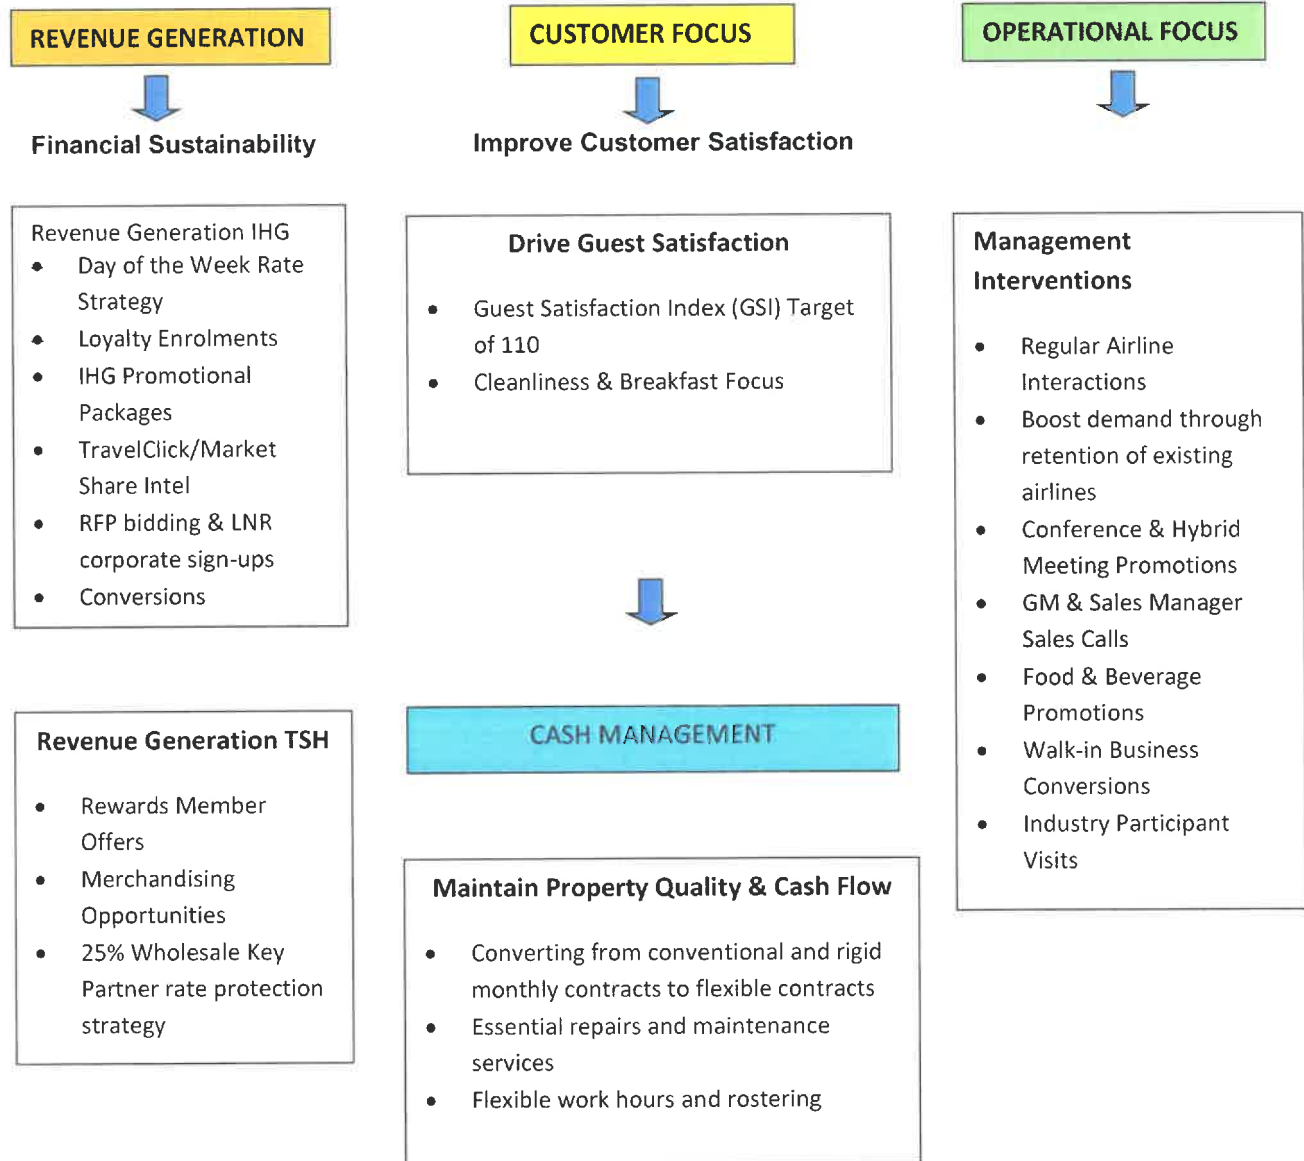 REVENUE GENERATION
Financial Sustainability
Revenue Generation IHG
• Day of the Week Rate
Strategy
• Loyalty Enrolments
• IHG Promotional
Packages
• TravelClick/Market
Share Intel
• RFP bidding & LNR
corporate sign-ups
• Conversions
Revenue Generation TSH
• Rewards Member
Offers
• Merchandising
Opportunities
• 25% Wholesale Key
Partner rate protection
strategy
CUSTOMER FOCUS
Improve Customer Satisfaction
Drive Guest Satisfaction
• Guest Satisfaction Index (GSI) Target
of 110
• Cleanliness & Breakfast Focus
CASH MANAGEMENT
Maintain Property Quality & Cash Flow
• Converting from conventional and rigid
monthly contracts to flexible contracts
• Essential repairs and maintenance
services
• Flexible work hours and rostering
OPERATIONAL FOCUS
Management
Interventions
• Regular Airline
Interactions
• Boost demand through
retention of existing
airlines
• Conference & Hybrid
Meeting Promotions
• GM & Sales Manager
Sales Calls
• Food & Beverage
Promotions
• Walk-in Business
Conversions
• Industry Participant
Visits